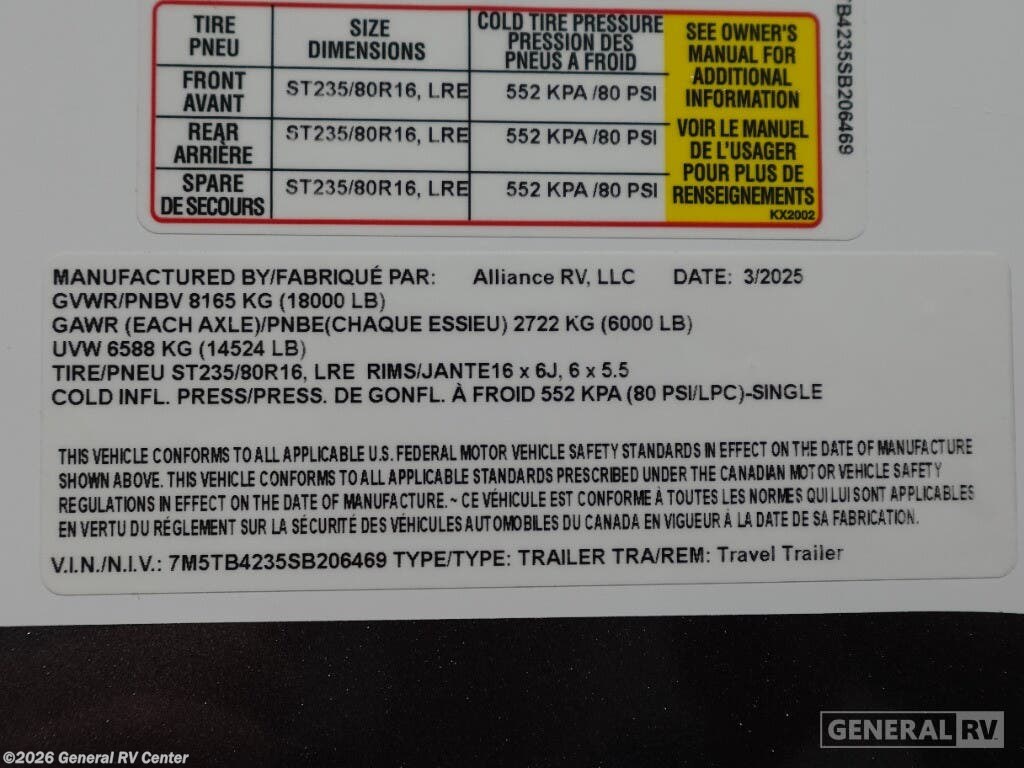 TIRE PNEU SIZE DIMENSIONS COLD TIRE PRESSURE PRESSION DES PNEUS A FROID
FRONT AVANT ST235/80R16, LRE 552 KPA /80 PSI
REAR ARRIÈRE ST235/80R16, LRE 552 KPA /80 PSI
SPARE DE SECOURS ST235/80R16, LRE 552 KPA /80 PSI
SEE OWNER'S
MANUAL FOR
ADDITIONAL
INFORMATION
VOIR LE MANUEL
DE L'USAGER
POUR PLUS DE
RENSEIGNEMENTS
KX2002
TB4235SB206469
MANUFACTURED BY/FABRIQUÉ PAR: Alliance RV, LLC DATE: 3/2025
GVWR/PNBV 8165 KG (18000 LB)
GAWR (EACH AXLE)/PNBE(CHAQUE ESSIEU) 2722 KG (6000 LB)
UVW 6588 KG (14524 LB)
TIRE/PNEU ST235/80R16, LRE RIMS/JANTE16 x 6J, 6 x 5.5
COLD INFL. PRESS/PRESS. DE GONFL. À FROID 552 KPA (80 PSI/LPC)-SINGLE
THIS VEHICLE CONFORMS TO ALL APPLICABLE U.S. FEDERAL MOTOR VEHICLE SAFETY STANDARDS IN EFFECT ON THE DATE OF MANUFACTURE
SHOWN ABOVE. THIS VEHICLE CONFORMS TO ALL APPLICABLE STANDARDS PRESCRIBED UNDER THE CANADIAN MOTOR VEHICLE SAFETY
REGULATIONS IN EFFECT ON THE DATE OF MANUFACTURE. ~ CE VÉHICULE EST CONFORME À TOUTES LES NORMES QUI LUI SONT APPLICABLES
EN VERTU DU RÉGLEMENT SUR LA SÉCURITÉ DES VÉHICULES AUTOMOBILES DU CANADA EN VIGUEUR À LA DATE DE SA FABRICATION.
V.I.N./N.I.V.: 7M5TB4235SB206469 TYPE/TYPE: TRAILER TRA/REM: Travel Trailer
GENERAL RV
©2026 General RV Center